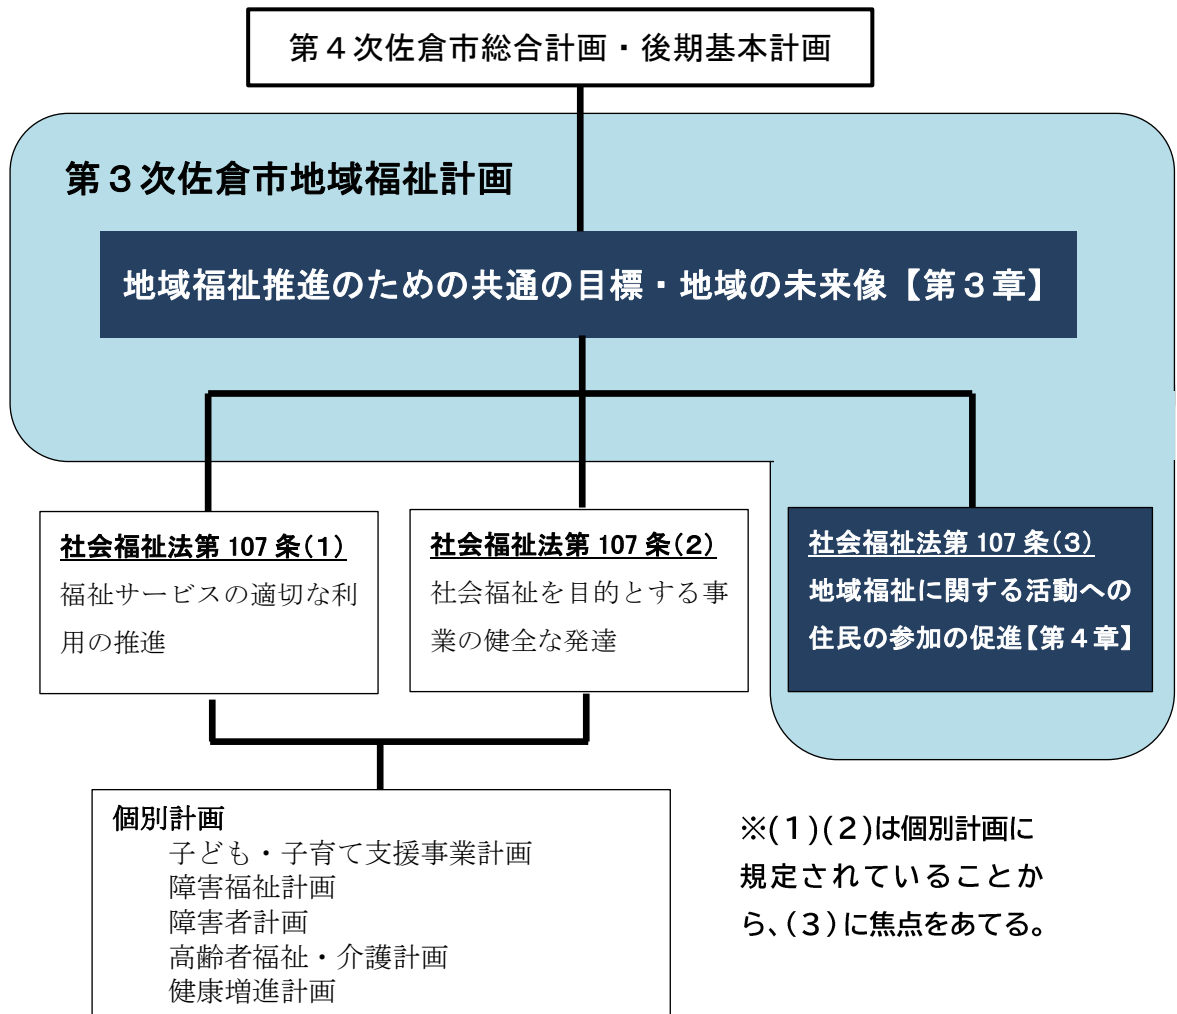 第４次佐倉市総合計画・後期基本計画
第３次佐倉市地域福祉計画
地域福祉推進のための共通の目標・地域の未来像【第３章】
社会福祉法第 107 条（１）
福祉サービスの適切な利
用の推進
社会福祉法第 107 条（２）
社会福祉を目的とする事
業の健全な発達
社会福祉法第 107 条（３）
地域福祉に関する活動への
住民の参加の促進【第４章】
個別計画
子ども・子育て支援事業計画
障害福祉計画
障害者計画
高齢者福祉・介護計画
健康増進計画
※(１)(２)は個別計画に
規定されていることか
ら、（３）に焦点をあてる。